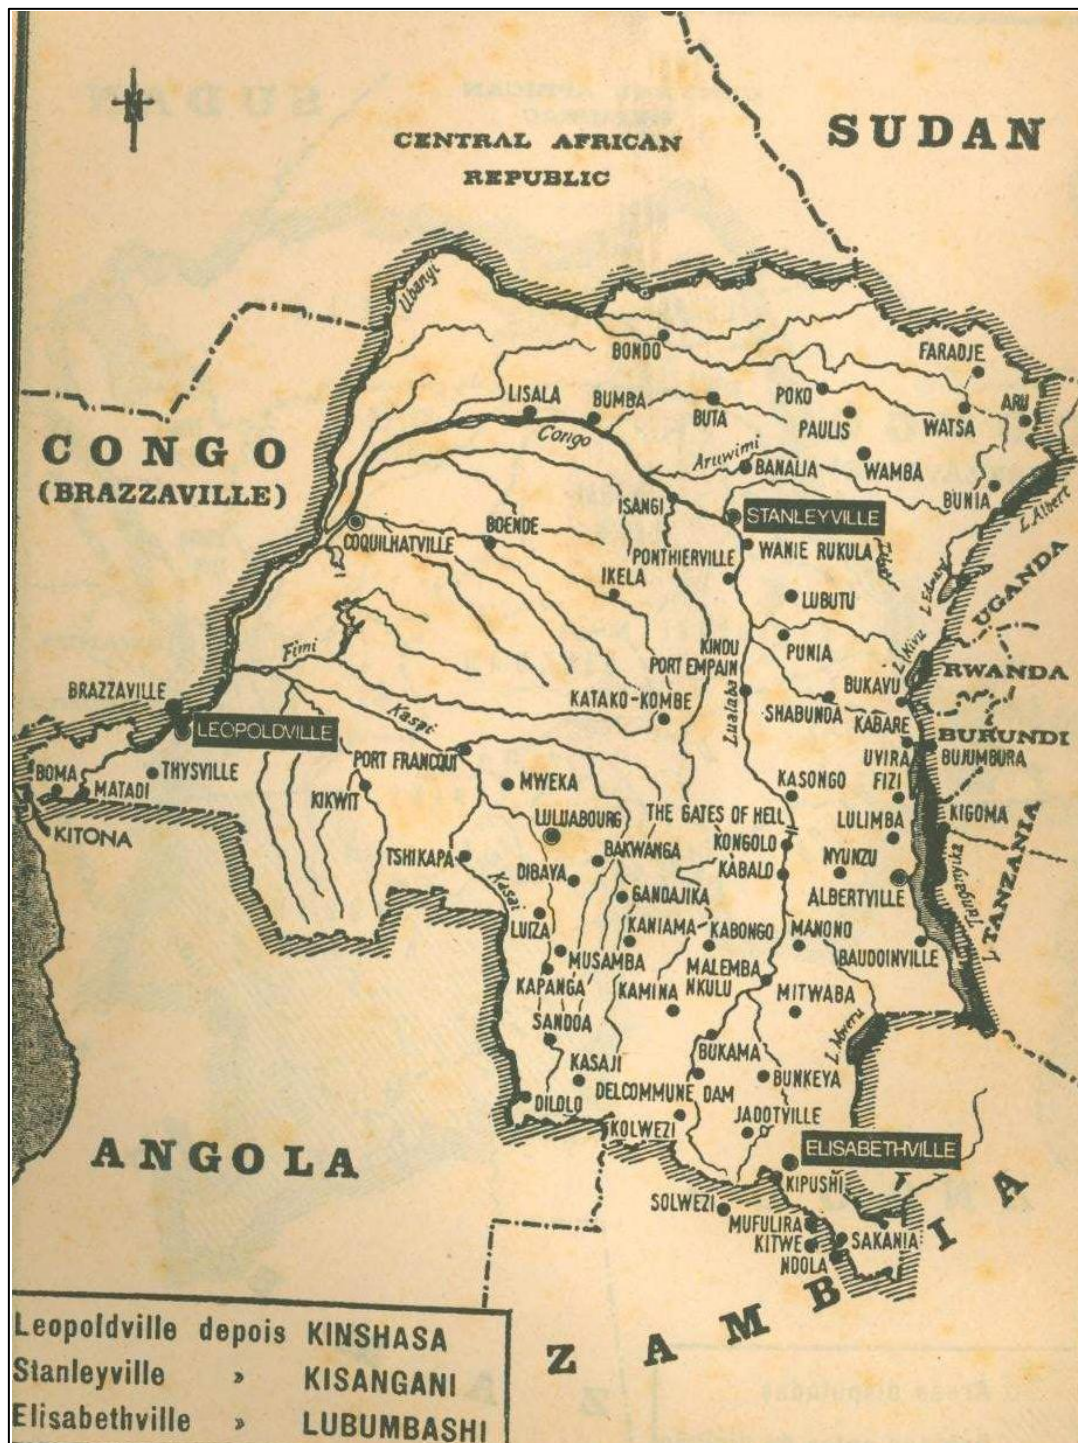 N
CENTRAL AFRICAN
REPUBLIC
SUDAN
Ubangi
BONDO
FARADJE
LISALA
BUMBA
BUTA
POKO
PAULIS
WATSA
ARU
CONGO
(BRAZZAVILLE)
Congo
Aruwimi
BANALIA
WAMBA
BUNIA
L. Albert
ISANGI
STANLEYVILLE
COQUILHATVILLE
BOENDE
PONTHIERVILLE
WANIE RUKULA
IKELA
LUBUTU
UGANDA
Fimi
KINDU
PORT EMPAIN
PUNIA
L. Kivu
RWANDA
BUKAVU
BRAZZAVILLE
KATAKO-KOMBE
Lualaba
SHABUNDA
KABARE
BURUNDI
LEOPOLDVILLE
Kasai
UVIRA
BUJUMBURA
BOMA
MATADI
THYSVILLE
PORT FRANCQUI
MWEKA
KASONGO
FIZI
KITONA
KIKWIT
LULUABOURG
THE GATES OF HELL
LULIMBA
KIGOMA
KONGOLO
TSHIKAPA
BAKWANGA
NYUNZU
TANZANIA
DIBAYA
KABALO
ALBERTVILLE
L. Tanganyika
Kasai
GANDAJIKA
LUIZA
KANIAMA
KABONGO
MANONO
BAUDOINVILLE
MUSAMBA
MALEMBA
NKULU
KAPANGA
KAMINA
MITWABA
SANDOA
L. Mweru
BUKAMA
KASAJI
BUNKEYA
DELCOMMUNE DAM
DILOLO
JADOTVILLE
KOLWEZI
ELISABETHVILLE
ANGOLA
KIPUSHI
SOLWEZI
MUFULIRA
KITWE
SAKANIA
NDOLA
ZAMBIA
Leopoldville depois KINSHASA
Stanleyville » KISANGANI
Elisabethville » LUBUMBASHI